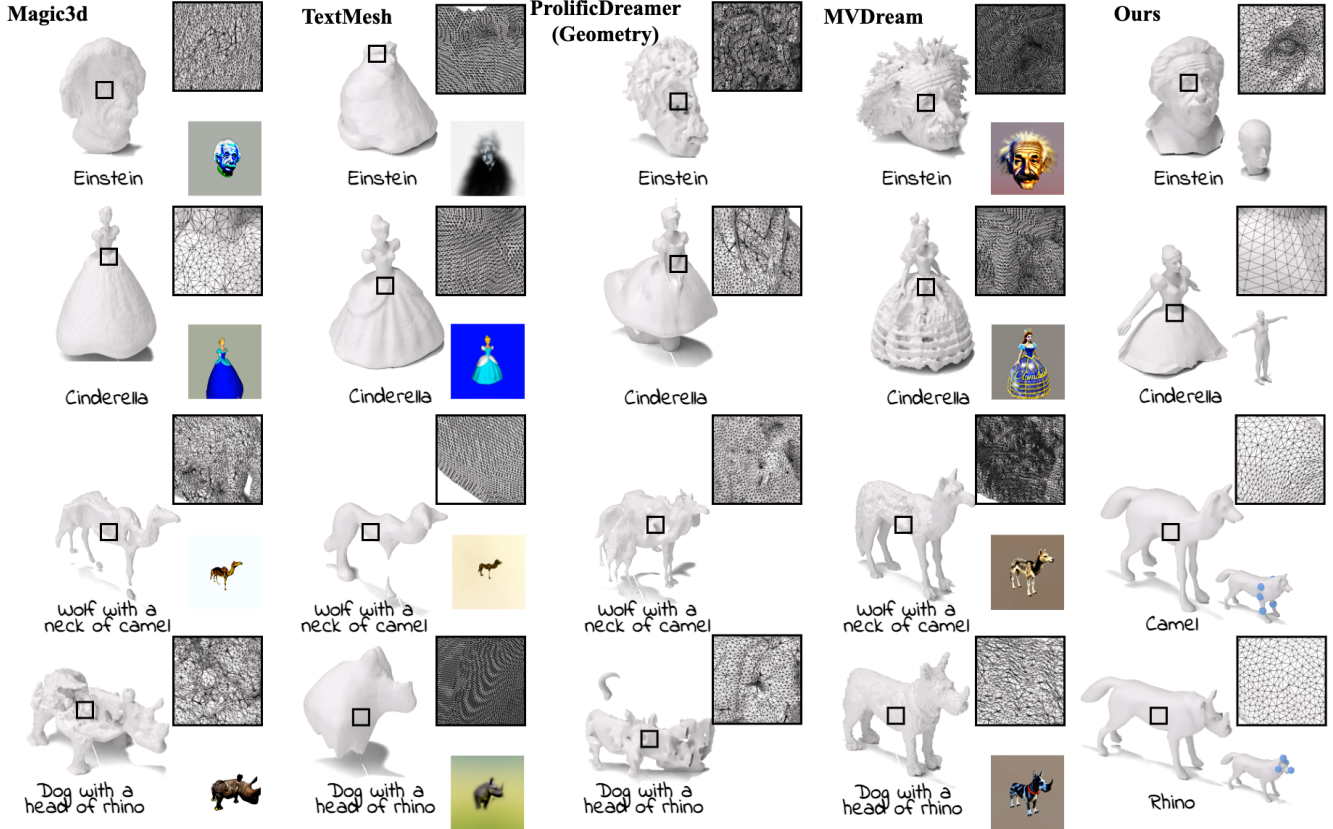 Magic3d
TextMesh
ProlificDreamer
(Geometry)
MVDream
Ours
Einstein
Einstein
Einstein
Einstein
Einstein
Cinderella
Cinderella
Cinderella
Cinderella
Cinderella
Wolf with a
neck of camel
Wolf with a
neck of camel
Wolf with a
neck of camel
Wolf with a
neck of camel
Camel
Dog with a
head of rhino
Dog with a
head of rhino
Dog with a
head of rhino
Dog with a
head of rhino
Rhino